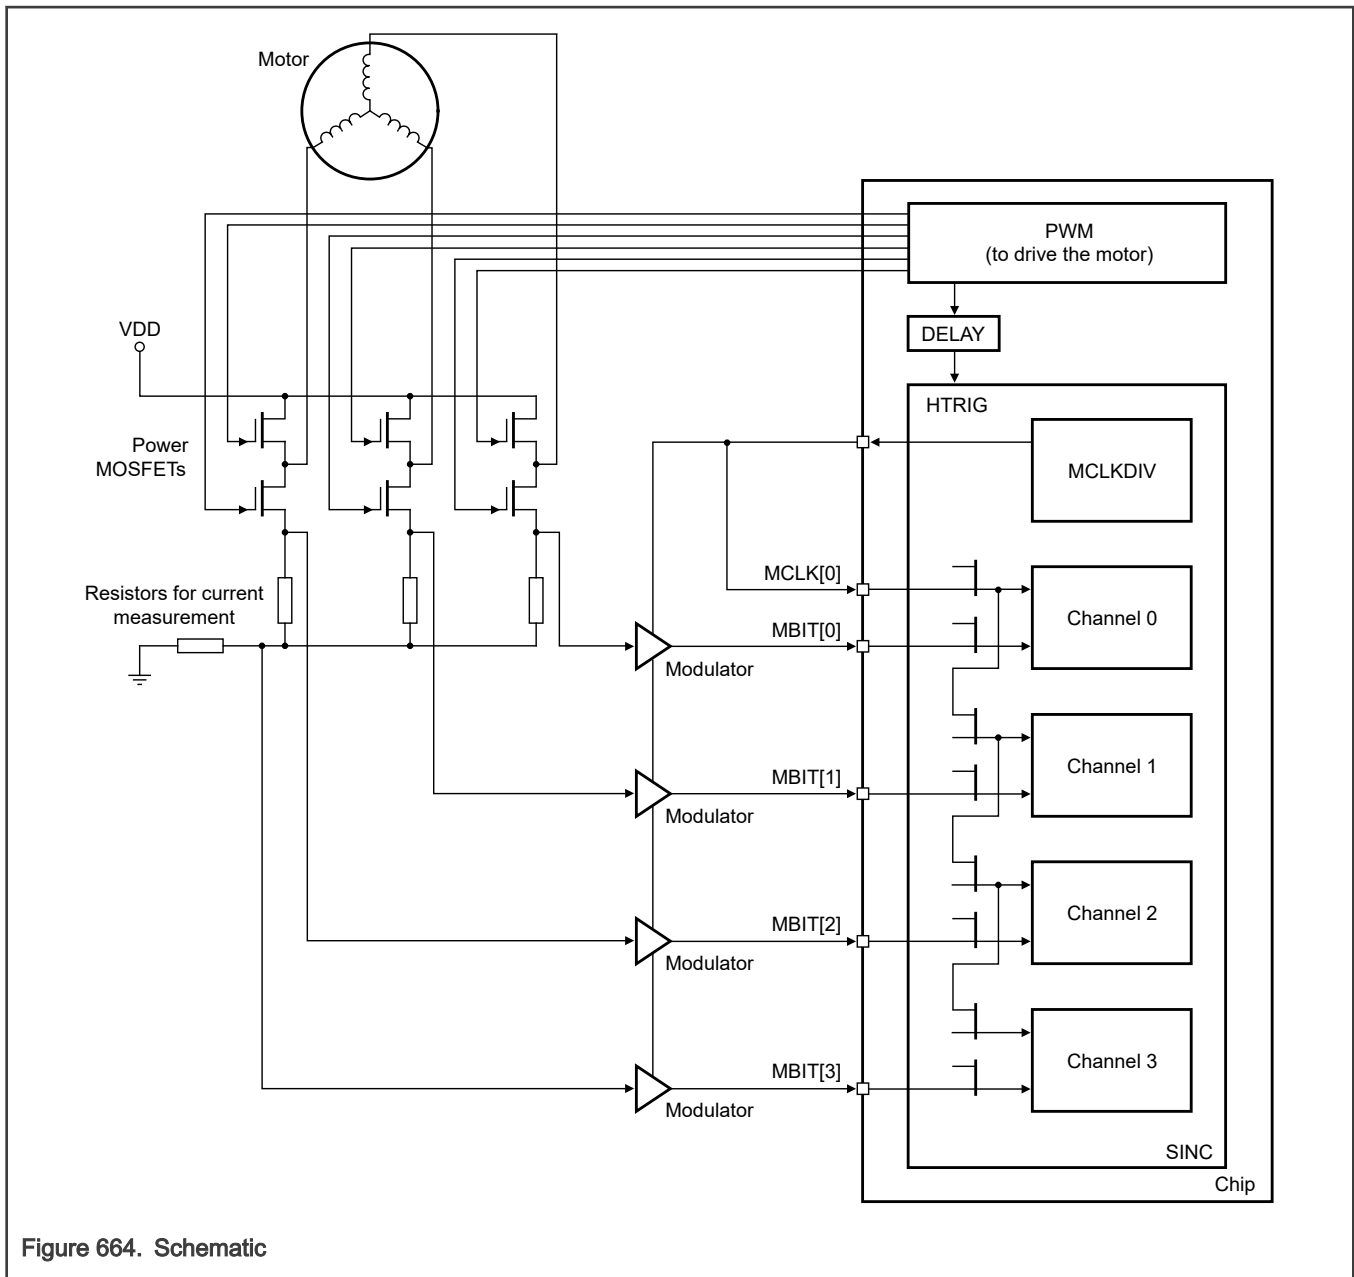 Motor
PWM
(to drive the motor)
DELAY
VDD
HTRIG
MCLKDIV
Power
MOSFETs
MCLK[0]
Resistors for current
measurement
Channel 0
MBIT[0]
Modulator
Channel 1
MBIT[1]
Modulator
Channel 2
MBIT[2]
Modulator
Channel 3
MBIT[3]
Modulator
SINC
Chip
Figure 664. Schematic